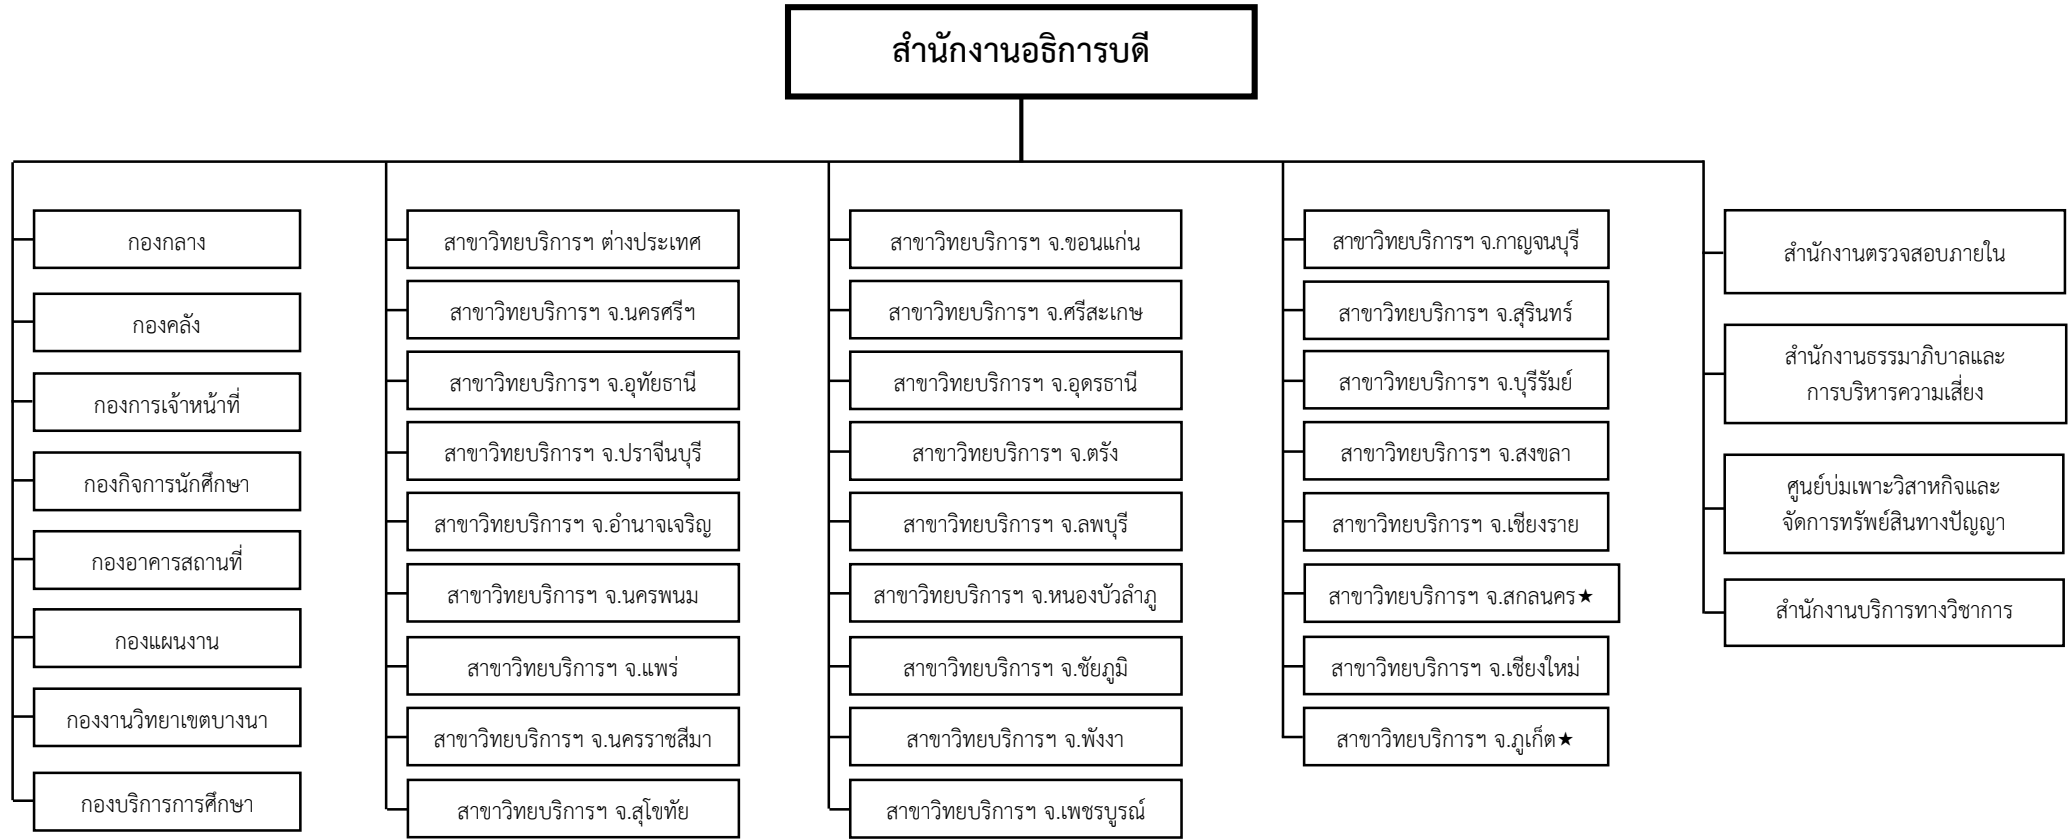 สำนักงานอธิการบดี
กองกลาง
กองคลัง
กองการเจ้าหน้าที่
กองกิจการนักศึกษา
กองอาคารสถานที่
กองแผนงาน
กองงานวิทยาเขตบางนา
กองบริการการศึกษา
สาขาวิทยบริการฯ ต่างประเทศ
สาขาวิทยบริการฯ จ.นครศรีฯ
สาขาวิทยบริการฯ จ.อุทัยธานี
สาขาวิทยบริการฯ จ.ปราจีนบุรี
สาขาวิทยบริการฯ จ.อำนาจเจริญ
สาขาวิทยบริการฯ จ.นครพนม
สาขาวิทยบริการฯ จ.แพร่
สาขาวิทยบริการฯ จ.นครราชสีมา
สาขาวิทยบริการฯ จ.สุโขทัย
สาขาวิทยบริการฯ จ.ขอนแก่น
สาขาวิทยบริการฯ จ.ศรีสะเกษ
สาขาวิทยบริการฯ จ.อุดรธานี
สาขาวิทยบริการฯ จ.ตรัง
สาขาวิทยบริการฯ จ.ลพบุรี
สาขาวิทยบริการฯ จ.หนองบัวลำภู
สาขาวิทยบริการฯ จ.ชัยภูมิ
สาขาวิทยบริการฯ จ.พังงา
สาขาวิทยบริการฯ จ.เพชรบูรณ์
สาขาวิทยบริการฯ จ.กาญจนบุรี
สาขาวิทยบริการฯ จ.สุรินทร์
สาขาวิทยบริการฯ จ.บุรีรัมย์
สาขาวิทยบริการฯ จ.สงขลา
สาขาวิทยบริการฯ จ.เชียงราย
สาขาวิทยบริการฯ จ.สกลนคร★
สาขาวิทยบริการฯ จ.เชียงใหม่
สาขาวิทยบริการฯ จ.ภูเก็ต★
สำนักงานตรวจสอบภายใน
สำนักงานธรรมาภิบาลและ
การบริหารความเสี่ยง
ศูนย์บ่มเพาะวิสาหกิจและ
จัดการทรัพย์สินทางปัญญา
สำนักงานบริการทางวิชาการ